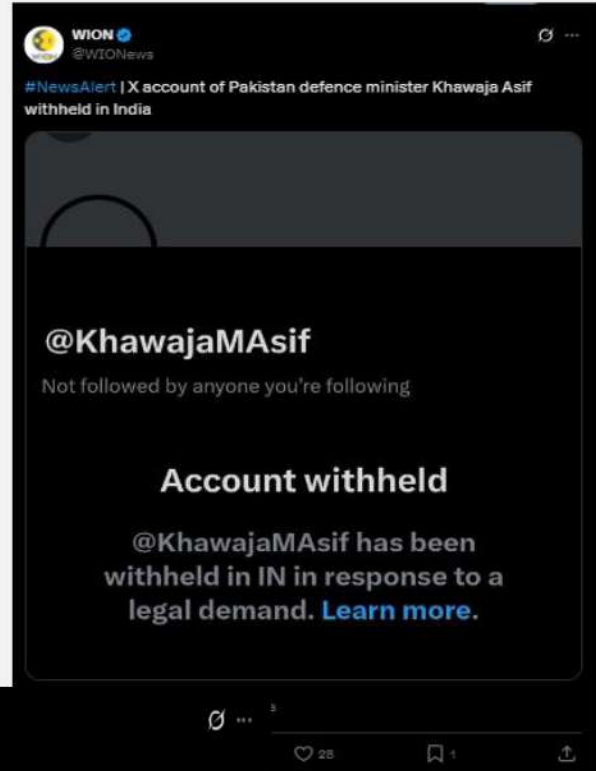 WION
@WIONews
#NewsAlert | X account of Pakistan defence minister Khawaja Asif
withheld in India
@KhawajaMAsif
Not followed by anyone you're following
Account withheld
@KhawajaMAsif has been
withheld in IN in response to a
legal demand. Learn more.
28
1